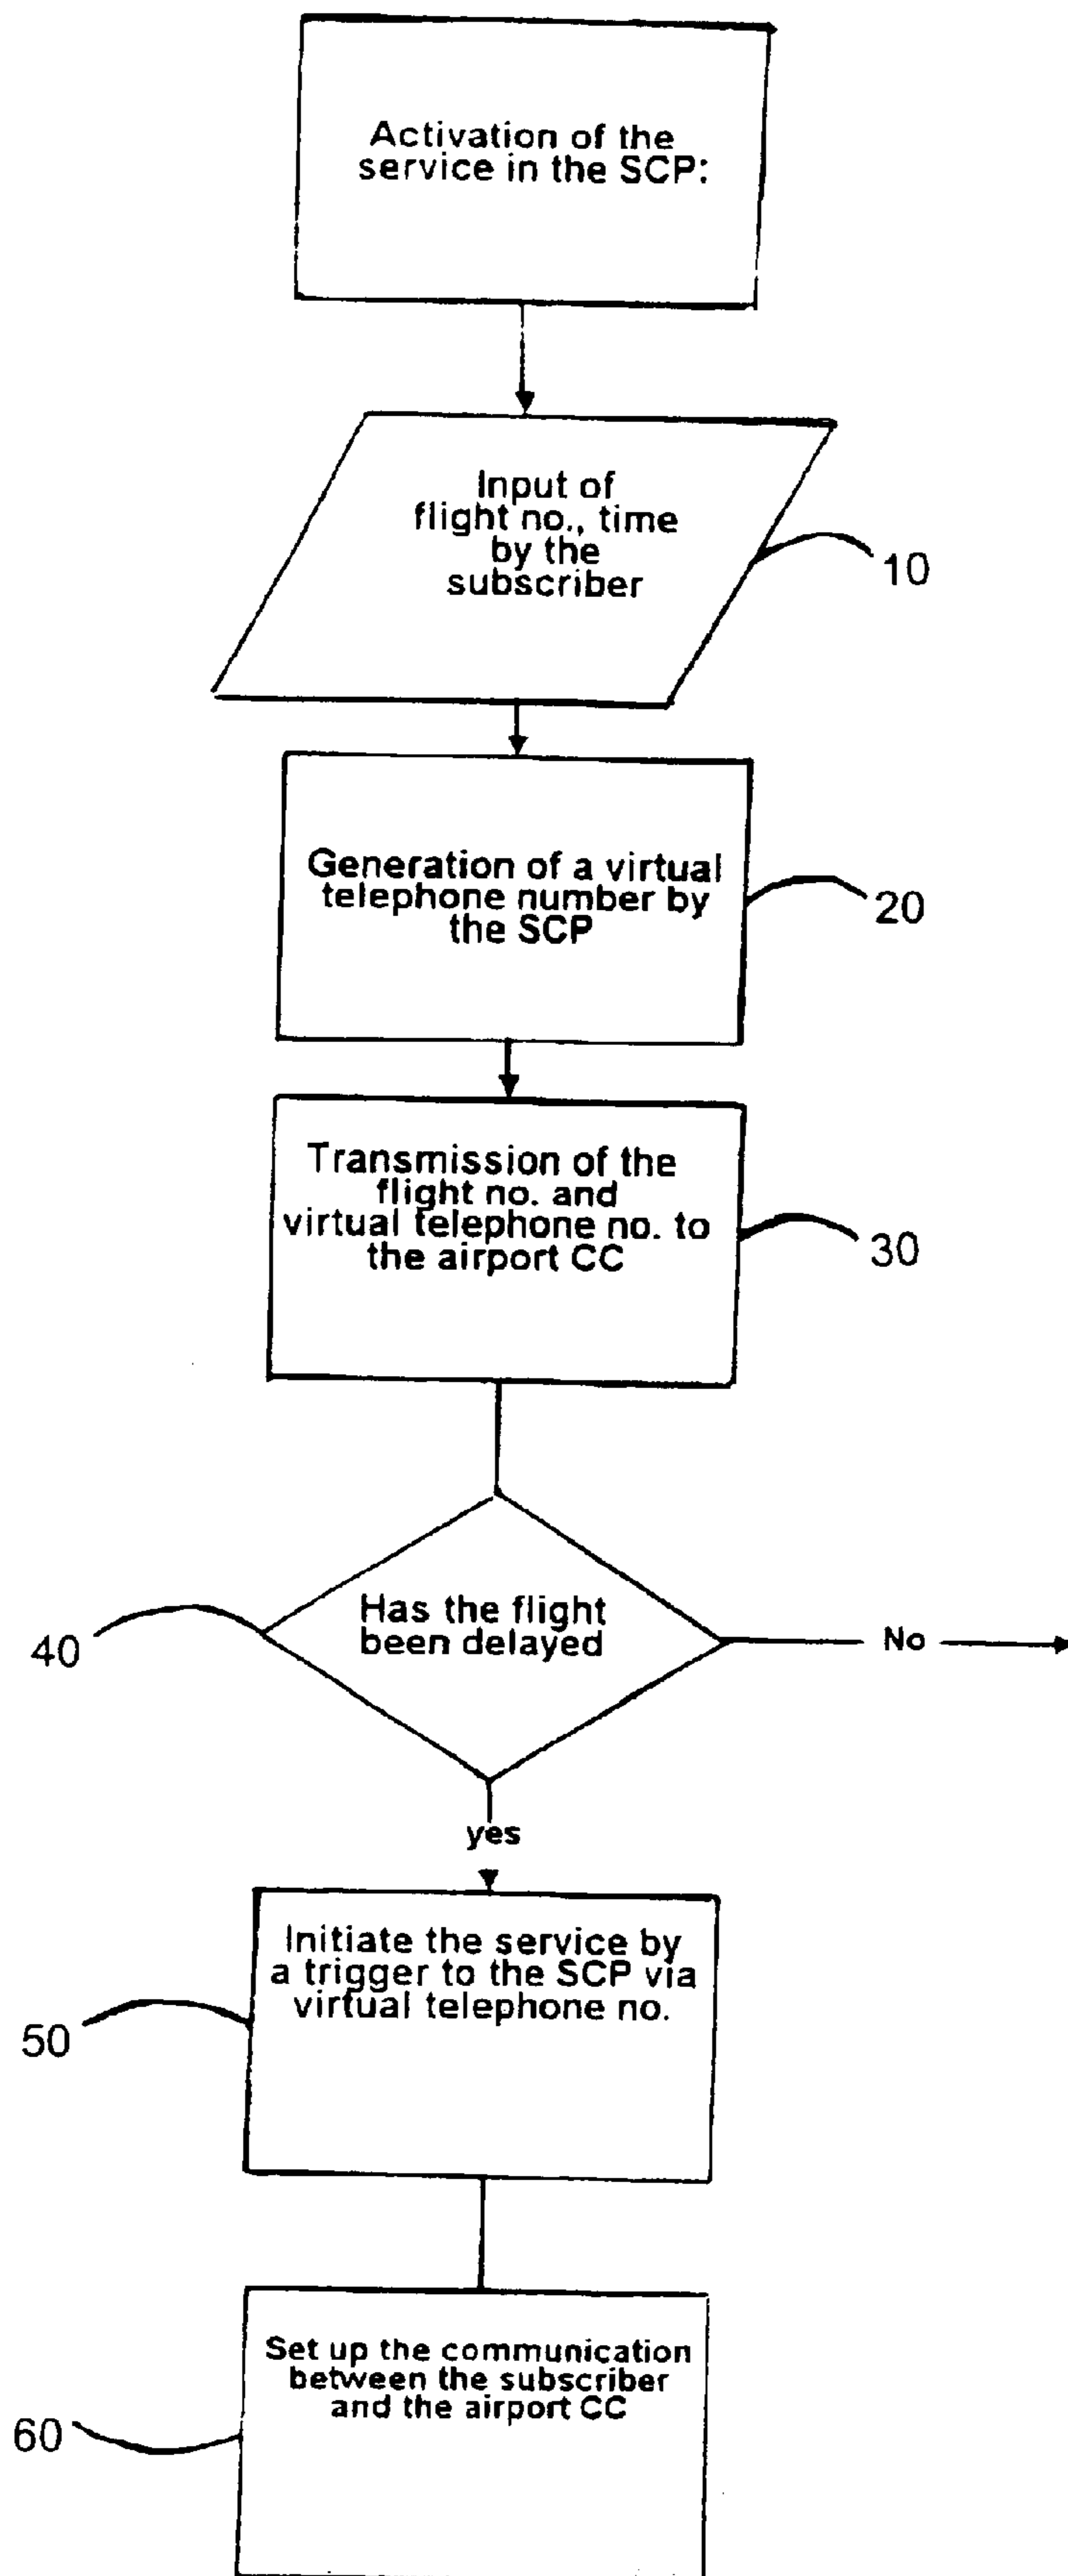 Activation of the
service in the SCP:
Input of
flight no., time
by the
subscriber
10
Generation of a virtual
telephone number by
the SCP
20
Transmission of the
flight no. and
virtual telephone no. to
the airport CC
30
Has the flight
been delayed
No
40
yes
Initiate the service by
a trigger to the SCP via
virtual telephone no.
50
Set up the communication
between the subscriber
and the airport CC
60